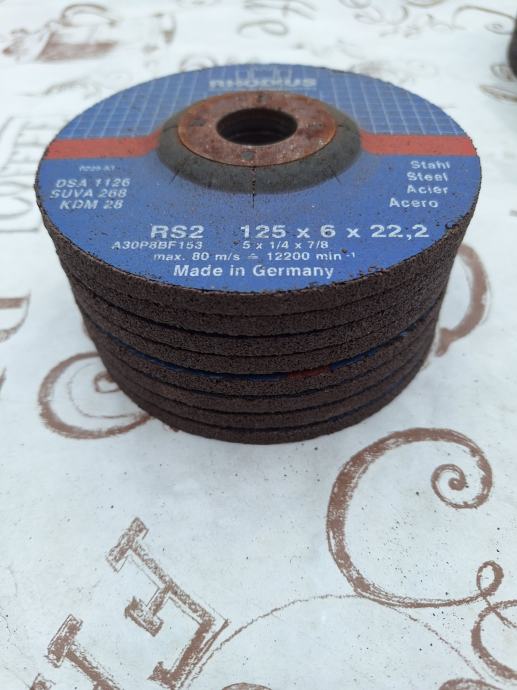 RHODIUS
DSA 1126
SUVA 268
KDM 28
Stahl
Steel
Acier
Acero
RS2 125 x 6 x 22,2
A30P8BF153 5 x 1/4 x 7/8
max. 80 m/s ≙ 12200 min⁻¹
Made in Germany